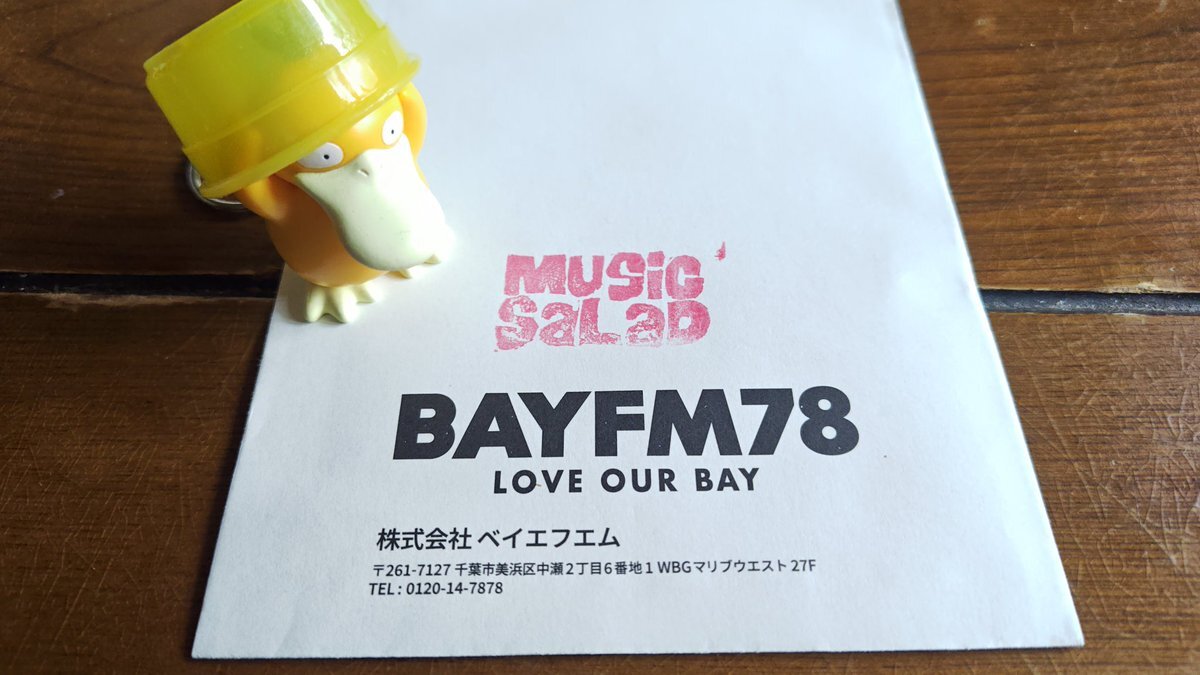 MUSIC
SALAD
BAYFM78
LOVE OUR BAY
株式会社 ベイエフエム
〒261-7127 千葉市美浜区中瀬2丁目6番地1 WBGマリブウエスト 27F
TEL : 0120-14-7878